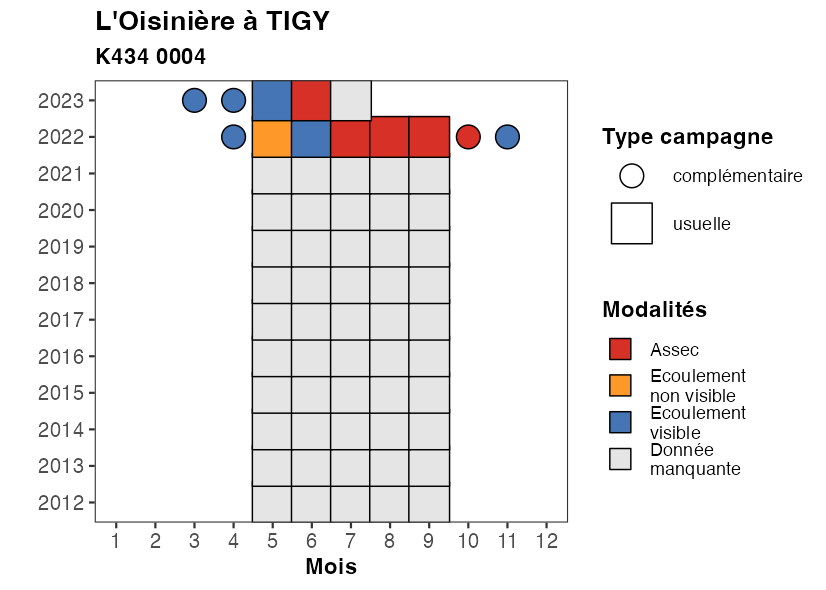 L'Oisinière à TIGY
K434 0004
2023
2022
2021
2020
2019
2018
2017
2016
2015
2014
2013
2012
1 2 3 4 5 6 7 8 9 10 11 12
Mois
Type campagne
complémentaire
usuelle
Modalités
Assec
Ecoulement
non visible
Ecoulement
visible
Donnée
manquante